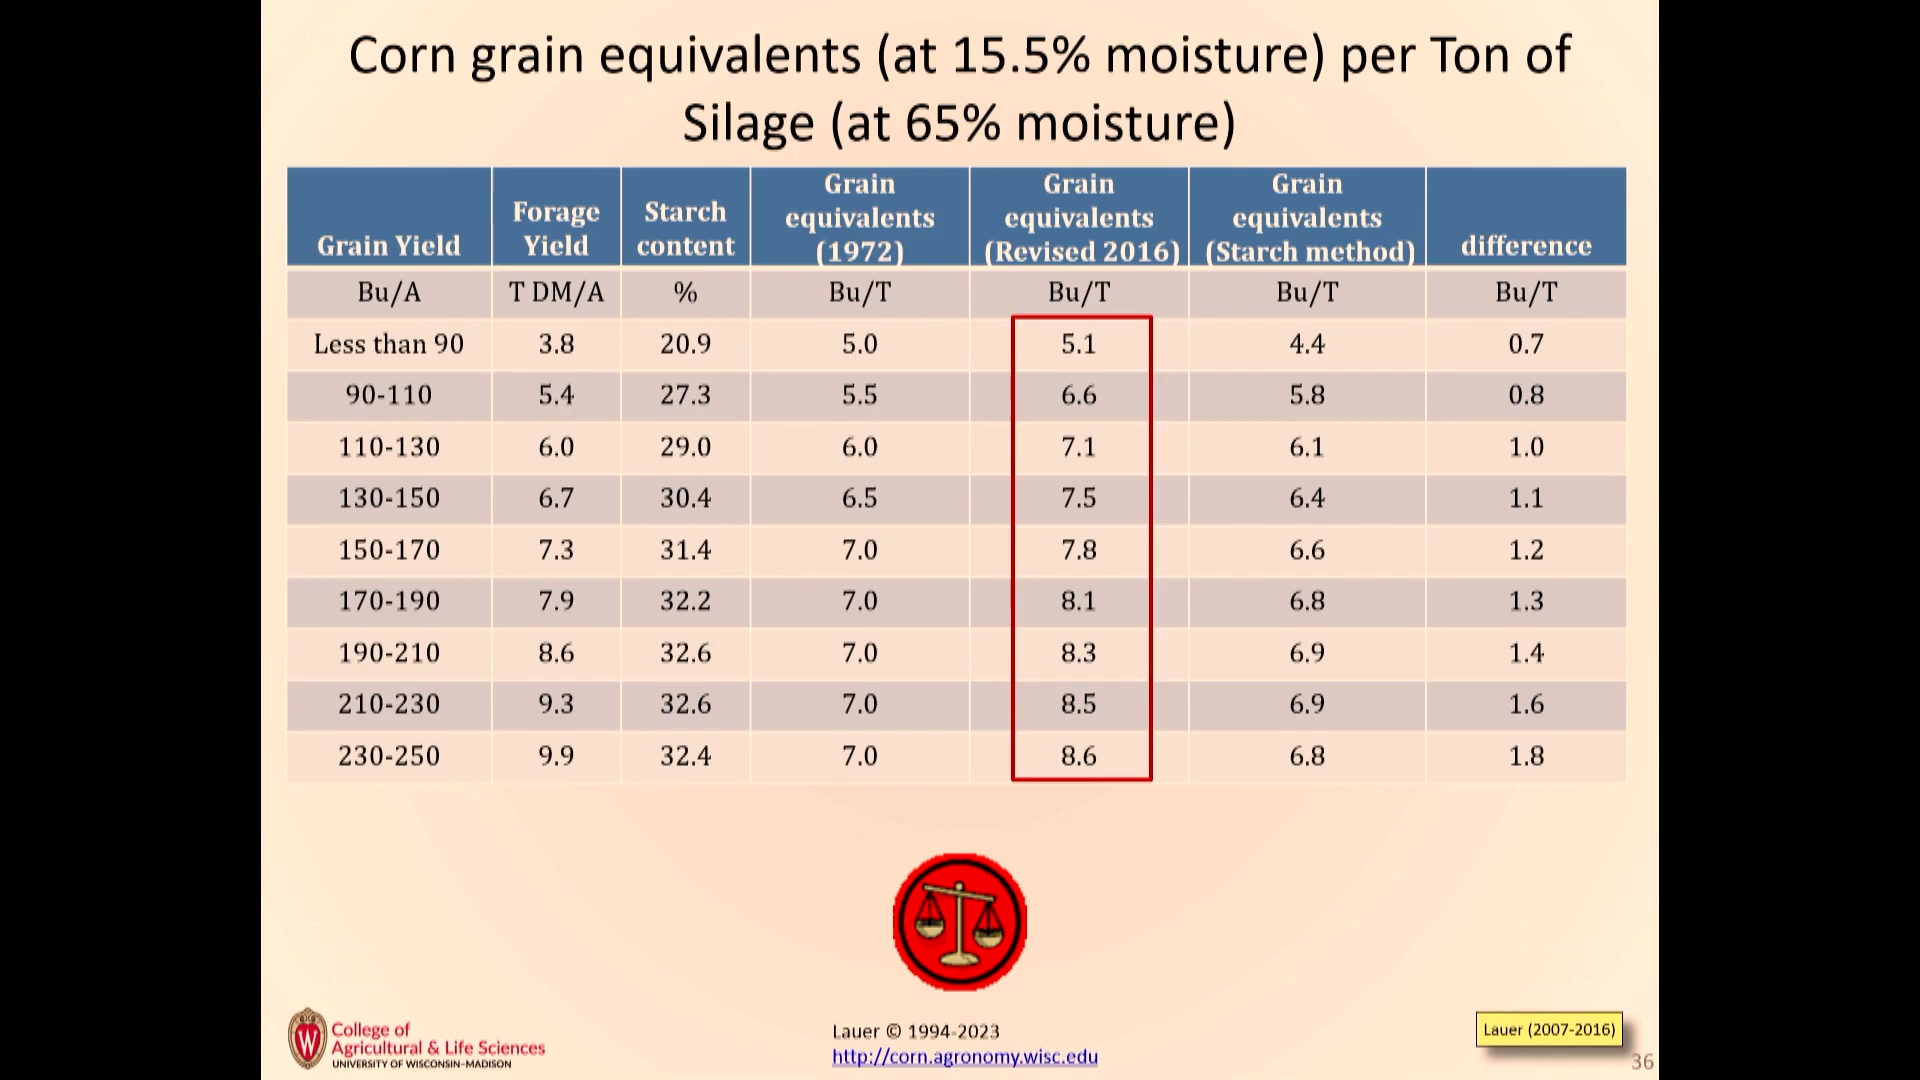 Corn grain equivalents (at 15.5% moisture) per Ton of
Silage (at 65% moisture)
Grain Yield Forage Yield Starch content Grain equivalents (1972) Grain equivalents (Revised 2016) Grain equivalents (Starch method) difference
Bu/A T DM/A % Bu/T Bu/T Bu/T Bu/T
Less than 90 3.8 20.9 5.0 5.1 4.4 0.7
90-110 5.4 27.3 5.5 6.6 5.8 0.8
110-130 6.0 29.0 6.0 7.1 6.1 1.0
130-150 6.7 30.4 6.5 7.5 6.4 1.1
150-170 7.3 31.4 7.0 7.8 6.6 1.2
170-190 7.9 32.2 7.0 8.1 6.8 1.3
190-210 8.6 32.6 7.0 8.3 6.9 1.4
210-230 9.3 32.6 7.0 8.5 6.9 1.6
230-250 9.9 32.4 7.0 8.6 6.8 1.8
W
College of
Agricultural & Life Sciences
UNIVERSITY OF WISCONSIN-MADISON
Lauer © 1994-2023
http://corn.agronomy.wisc.edu
Lauer (2007-2016)
36